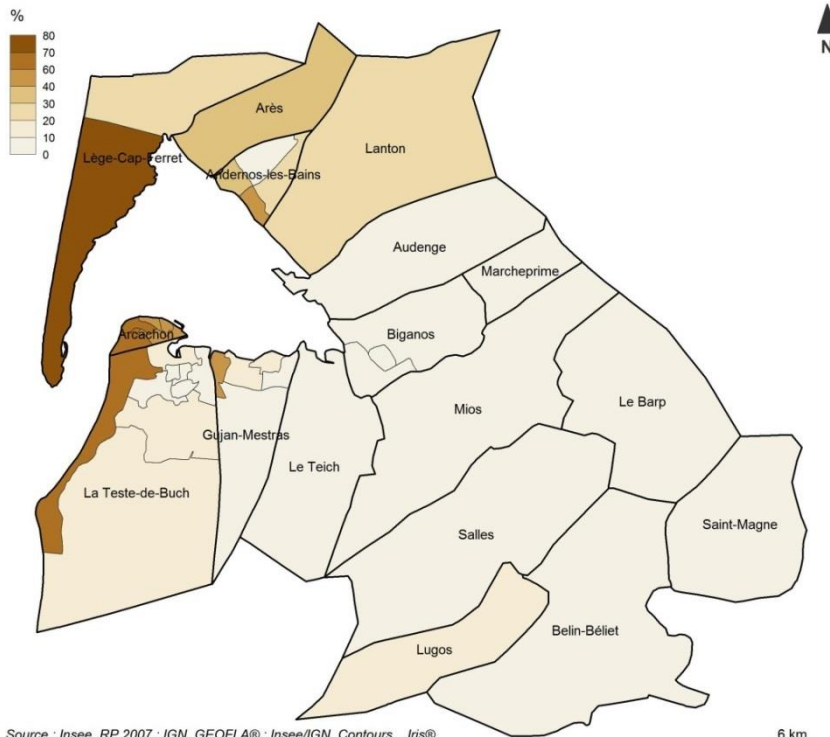 %
80
70
60
40
30
20
10
0
N
Arès
Lège-Cap-Ferret
Lanton
Andernos-les-Bains
Audenge
Marcheprime
Arcachon
Biganos
Le Barp
Mios
Gujan-Mestras
Le Teich
La Teste-de-Buch
Saint-Magne
Salles
Belin-Béliet
Lugos
Source : Insee, RP 2007 ; IGN, GEOFLA® ; Insee/IGN, Contours...Iris®
6 km